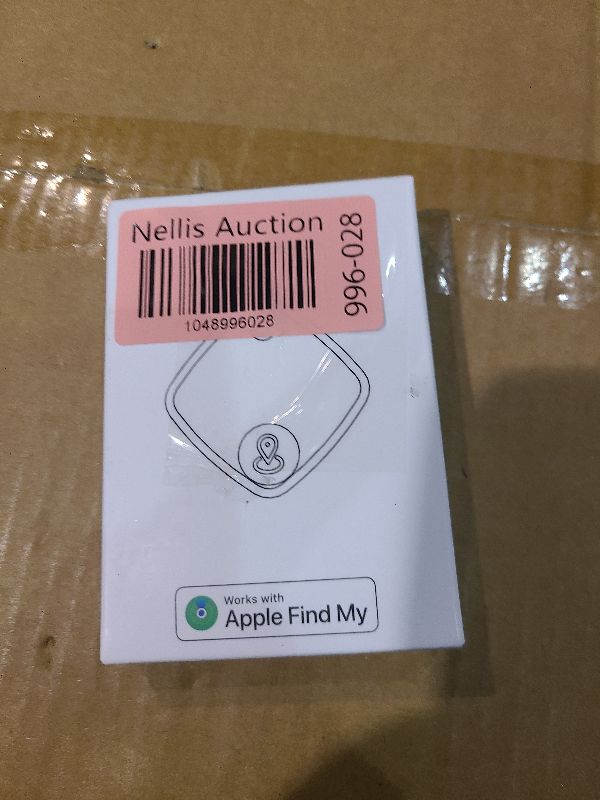 Nellis Auction
996-028
1048996028
Works with
Apple Find My